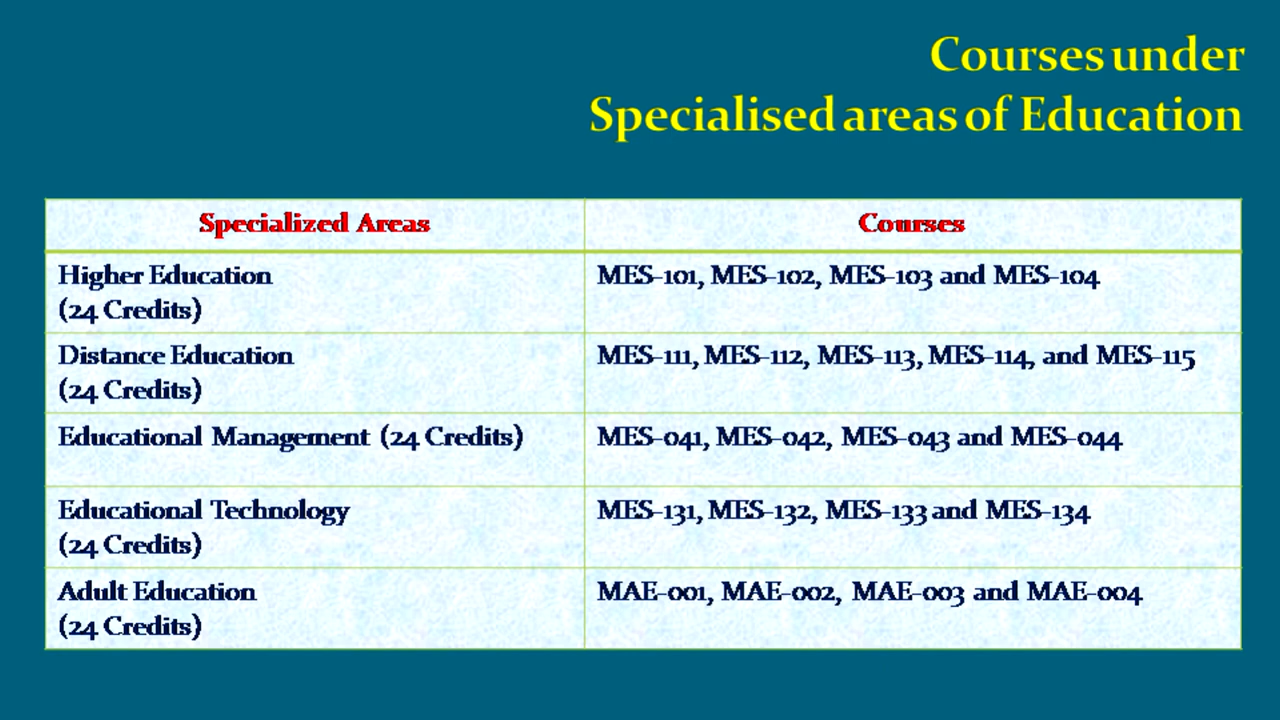 Courses under
Specialised areas of Education
Specialized Areas
Courses
Higher Education
(24 Credits)
MES-101, MES-102, MES-103 and MES-104
Distance Education
(24 Credits)
MES-111, MES-112, MES-113, MES-114, and MES-115
Educational Management (24 Credits)
MES-041, MES-042, MES-043 and MES-044
Educational Technology
(24 Credits)
MES-131, MES-132, MES-133 and MES-134
Adult Education
(24 Credits)
MAE-001, MAE-002, MAE-003 and MAE-004